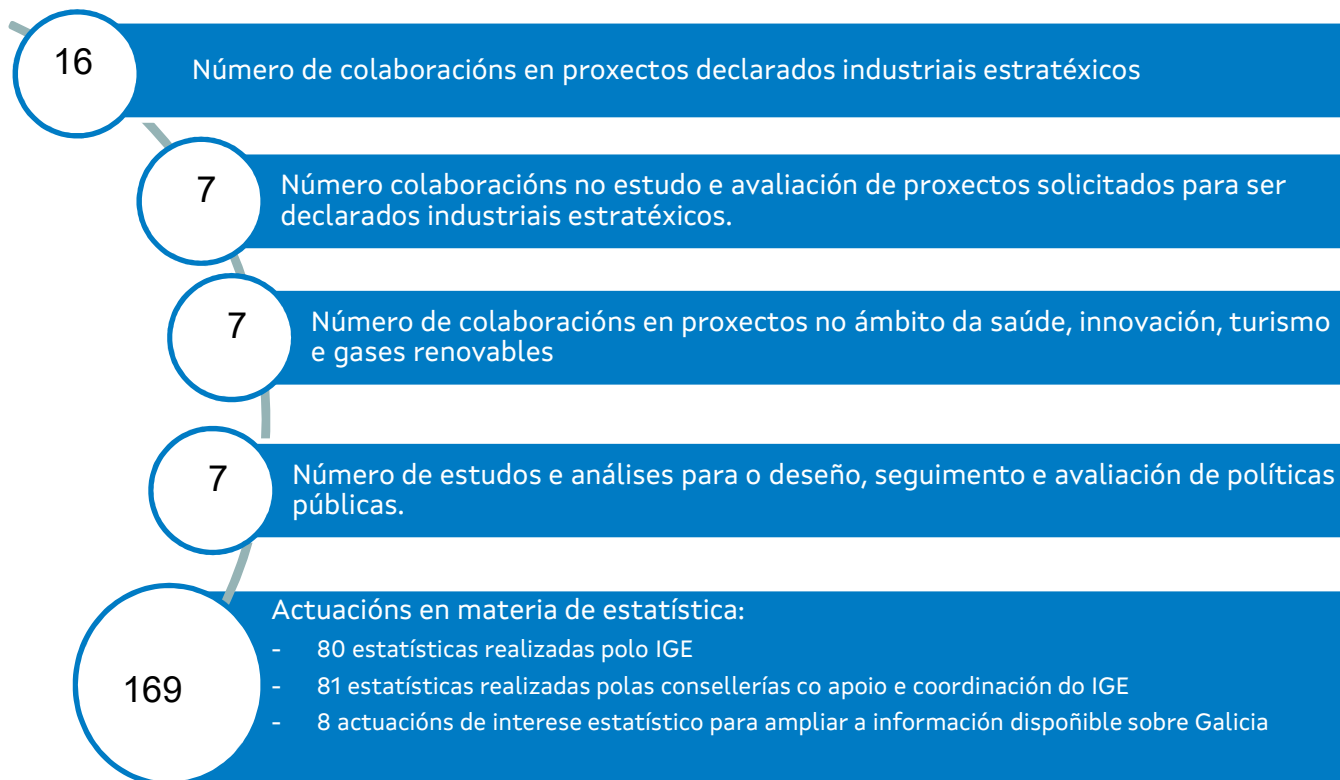 16
Número de colaboracións en proxectos declarados industriais estratéxicos
7
Número colaboracións no estudo e avaliación de proxectos solicitados para ser
declarados industriais estratéxicos.
7
Número de colaboracións en proxectos no ámbito da saúde, innovación, turismo
e gases renovables
7
Número de estudos e análises para o deseño, seguimento e avaliación de políticas
públicas.
169
Actuacións en materia de estatística:
- 80 estatísticas realizadas polo IGE
- 81 estatísticas realizadas polas consellerías co apoio e coordinación do IGE
- 8 actuacións de interese estatístico para ampliar a información dispoñible sobre Galicia